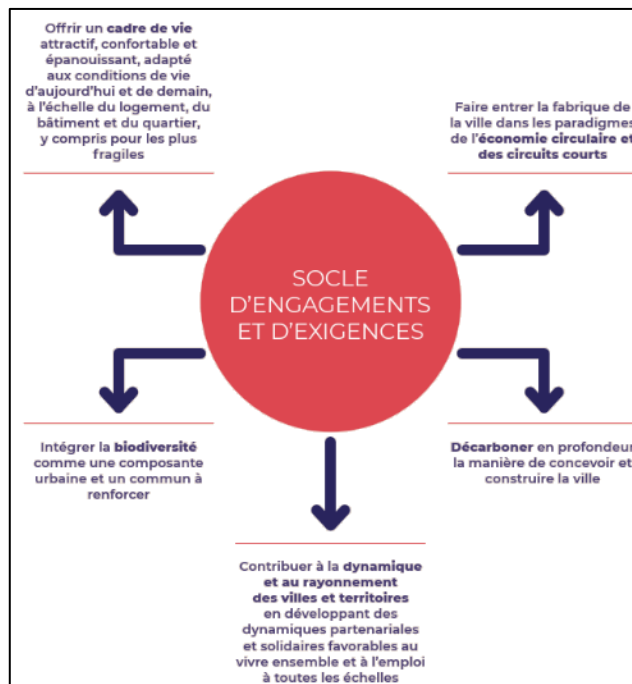 Offrir un cadre de vie
attractif, confortable et
épanouissant, adapté
aux conditions de vie
d'aujourd'hui et de demain,
à l'échelle du logement, du
bâtiment et du quartier,
y compris pour les plus
fragiles
Faire entrer la fabrique de
la ville dans les paradigmes
de l'économie circulaire et
des circuits courts
SOCLE
D'ENGAGEMENTS
ET D'EXIGENCES
Intégrer la biodiversité
comme une composante
urbaine et un commun à
renforcer
Décarboner en profondeur
la manière de concevoir et
construire la ville
Contribuer à la dynamique
et au rayonnement
des villes et territoires
en développant des
dynamiques partenariales
et solidaires favorables au
vivre ensemble et à l'emploi
à toutes les échelles